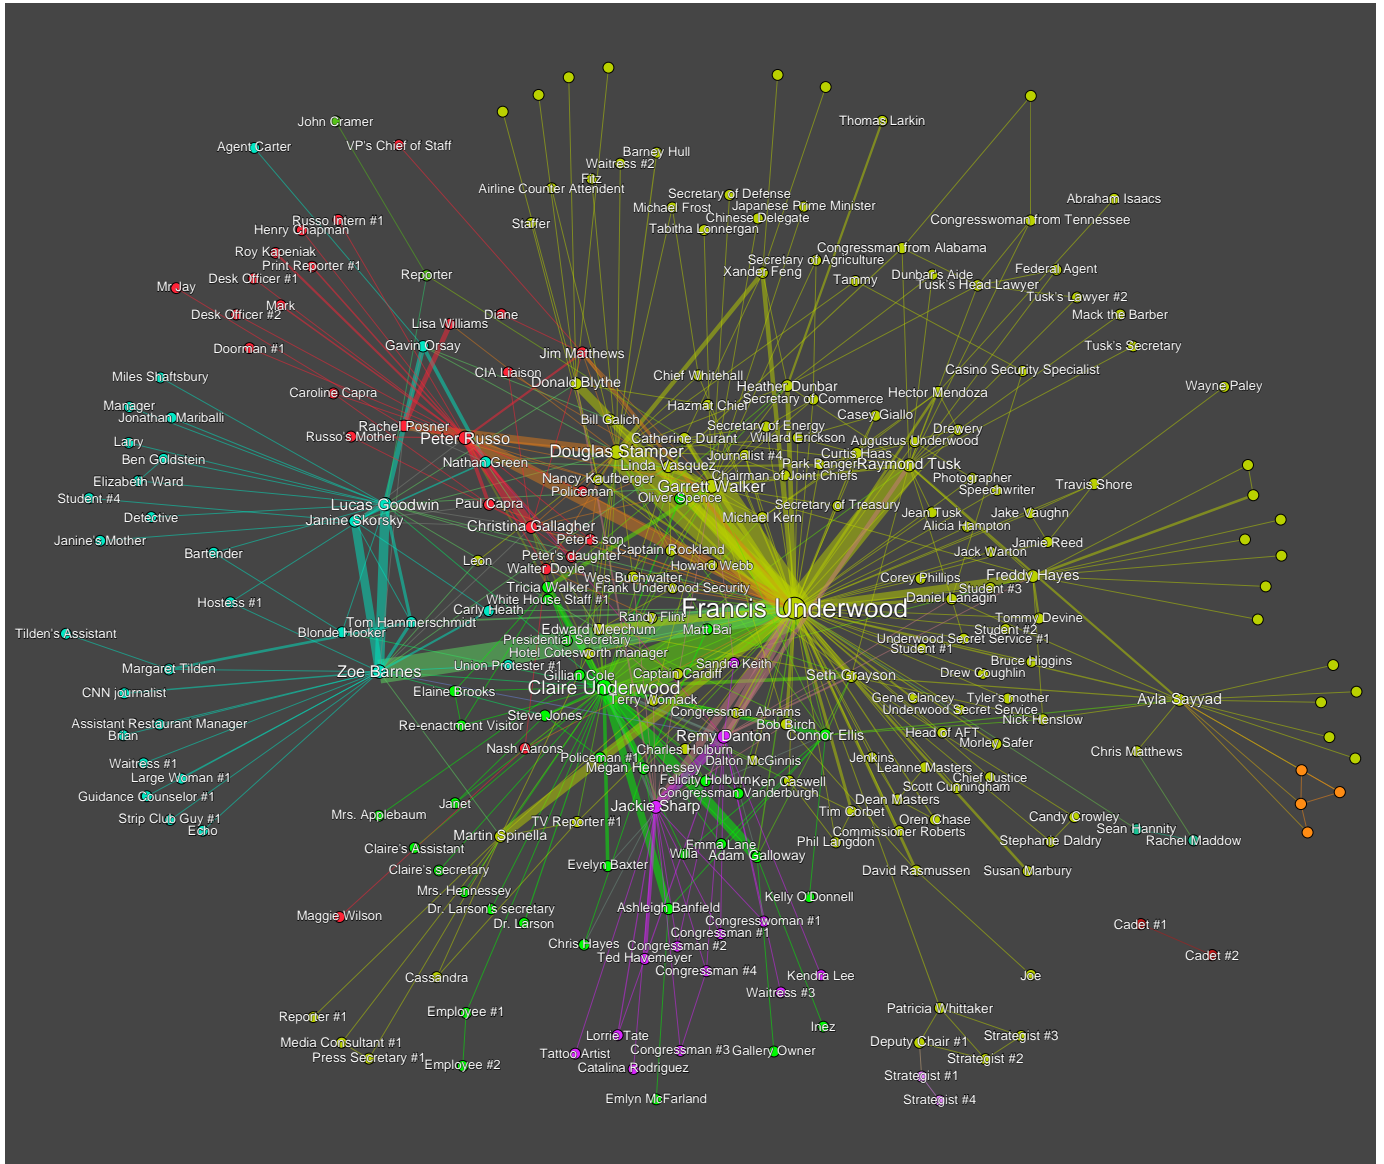 John Cramer
Thomas Larkin
VP's Chief of Staff
Agent Carter
Barney Hull
Waitress #2
Fitz
Airline Counter Attendent
Secretary of Defense
Abraham Isaacs
Michael Frost
Japanese Prime Minister
Chinese Delegate
Russo Intern #1
Staffer
Congresswoman from Tennessee
Henry Chapman
Tabitha Lonnergan
Congressman from Alabama
Roy Kapeniak
Secretary of Agriculture
Print Reporter #1
Xander Feng
Federal Agent
Reporter
Dunbar's Aide
Desk Officer #1
Tammy
Tusk's Head Lawyer
Mr Jay
Tusk's Lawyer #2
Mark
Desk Officer #2
Diane
Mack the Barber
Lisa Williams
Gavin Orsay
Tusk's Secretary
Doorman #1
Jim Matthews
CIA Liaison
Casino Security Specialist
Miles Shaftsbury
Chief Whitehall
Donald Blythe
Heather Dunbar
Wayne Paley
Caroline Capra
Hector Mendoza
Secretary of Commerce
Manager
Hazmat Chief
Jonathan Mariballi
Casey Giallo
Bill Galich
Rachel Posner
Secretary of Energy
Drewery
Russo's Mother
Peter Russo
Catherine Durant
Willard Erickson
Augustus Underwood
Larry
Douglas Stamper
Curtis Haas
Journalist #4
Ben Goldstein
Nathan Green
Linda Vasquez
Park Ranger
Raymond Tusk
Chairman of Joint Chiefs
Nancy Kaufberger
Photographer
Elizabeth Ward
Garrett Walker
Travis Shore
Policeman
Speechwriter
Student #4
Oliver Spence
Lucas Goodwin
Paul Capra
Secretary of Treasury
Jean Tusk
Jake Vaughn
Detective
Janine Skorsky
Michael Kern
Christina Gallagher
Alicia Hampton
Janine's Mother
Peter's son
Jamie Reed
Bartender
Captain Rockland
Jack Warton
Peter's daughter
Leon
Howard Webb
Walter Doyle
Wes Buchwalter
Corey Phillips
Freddy Hayes
Tricia Walker
Frank Underwood Security
Student #3
White House Staff #1
Daniel Lanagin
Hostess #1
Carly Heath
Francis Underwood
Randy Flint
Tommy Devine
Tom Hammerschmidt
Edward Meechum
Matt Bai
Student #2
Tilden's Assistant
Blonde Hooker
Presidential Secretary
Underwood Secret Service #1
Hotel Cotesworth manager
Student #1
Union Protester #1
Sandra Keith
Bruce Higgins
Margaret Tilden
Zoe Barnes
Gillian Cole
Captain Cardiff
Seth Grayson
Drew Coughlin
Claire Underwood
CNN journalist
Elaine Brooks
Terry Womack
Gene Clancey
Tyler's mother
Ayla Sayyad
Underwood Secret Service
Steve Jones
Congressman Abrams
Nick Henslow
Assistant Restaurant Manager
Re-enactment Visitor
Bob Birch
Brian
Remy Danton
Connor Ellis
Head of AFT
Morley Safer
Nash Aarons
Charles Holburn
Chris Matthews
Policeman #1
Dalton McGinnis
Jenkins
Waitress #1
Megan Hennessey
Leanne Masters
Large Woman #1
Felicity Holburn
Ken Caswell
Chief Justice
Scott Cunningham
Guidance Counselor #1
Congressman Vanderburgh
Dean Masters
Janet
Jackie Sharp
Mrs. Applebaum
Tim Corbet
Candy Crowley
Strip Club Guy #1
TV Reporter #1
Oren Chase
Sean Hannity
Echo
Martin Spinella
Commissioner Roberts
Emma Lane
Phil Langdon
Stephanie Daldry
Rachel Maddow
Claire's Assistant
Willa
Adam Galloway
Evelyn Baxter
Claire's secretary
David Rasmussen
Susan Marbury
Mrs. Hennessey
Kelly O'Donnell
Dr. Larson's secretary
Ashleigh Banfield
Maggie Wilson
Dr. Larson
Congresswoman #1
Cadet #1
Congressman #1
Chris Hayes
Congressman #2
Cadet #2
Ted Havemeyer
Congressman #4
Cassandra
Kendra Lee
Joe
Waitress #3
Patricia Whittaker
Reporter #1
Employee #1
Inez
Lorrie Tate
Strategist #3
Media Consultant #1
Deputy Chair #1
Press Secretary #1
Tattoo Artist
Congressman #3
Gallery Owner
Strategist #2
Employee #2
Catalina Rodriguez
Strategist #1
Emlyn McFarland
Strategist #4